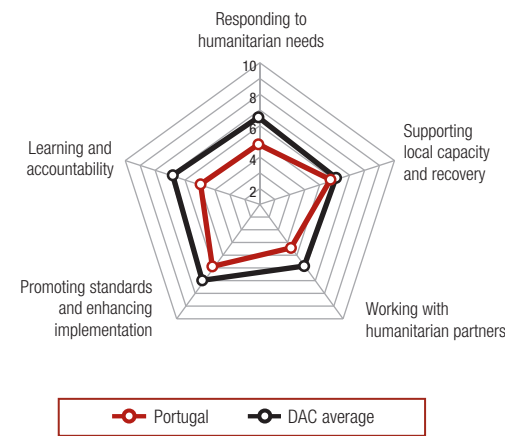 Responding to
humanitarian needs
10
8
6
4
2
Supporting
local capacity
and recovery
Learning and
accountability
Promoting standards
and enhancing
implementation
Working with
humanitarian partners
Portugal
DAC average